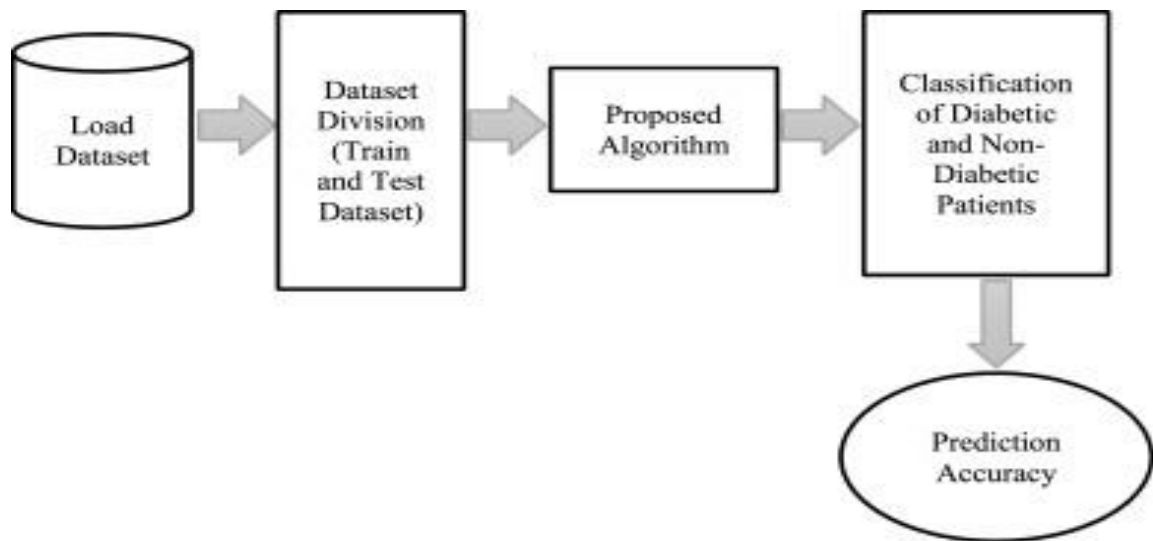 Load
Dataset
Dataset
Division
(Train
and Test
Dataset)
Proposed
Algorithm
Classification
of Diabetic
and Non-
Diabetic
Patients
Prediction
Accuracy